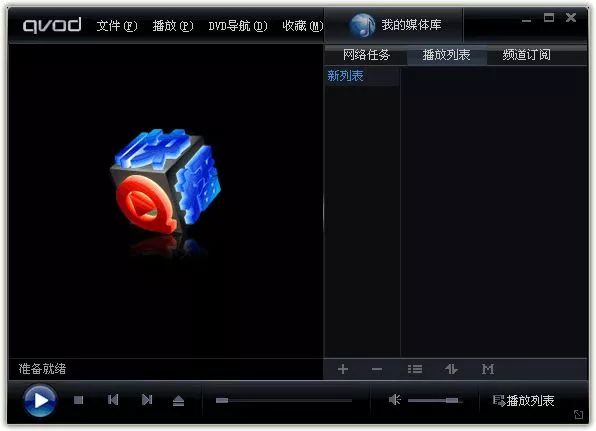 qvod 文件(F) 播放(P) DVD导航(D) 收藏(M) 我的媒体库
网络任务 播放列表 频道订阅
新列表
快
播
Q
准备就绪
播放列表